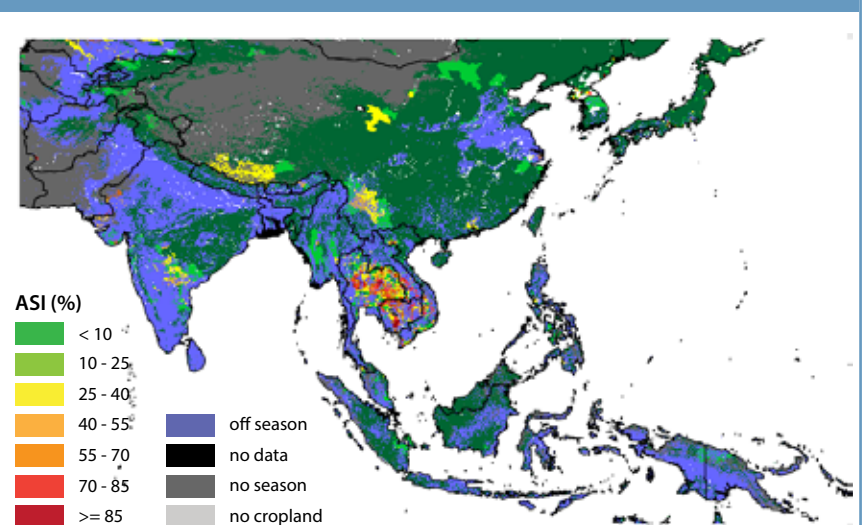 ASI (%)
< 10
10 - 25
25 - 40
40 - 55
55 - 70
70 - 85
>= 85
off season
no data
no season
no cropland